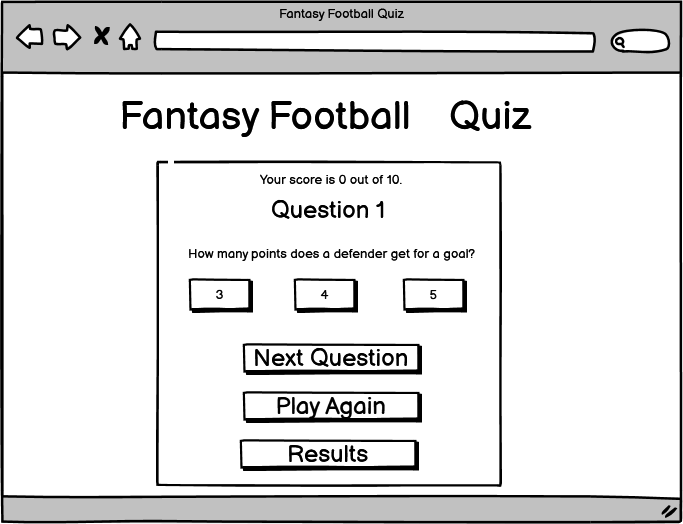 Fantasy Football Quiz
Fantasy Football Quiz
Your score is 0 out of 10.
Question 1
How many points does a defender get for a goal?
3 4 5
Next Question
Play Again
Results